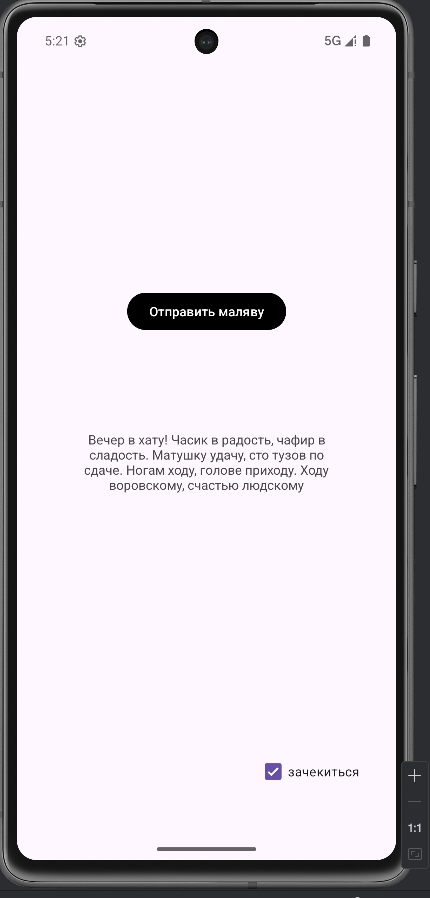 5:21
5G
Отправить маляву
Вечер в хату! Часик в радость, чафир в
сладость. Матушку удачу, сто тузов по
сдаче. Ногам ходу, голове приходу. Ходу
воровскому, счастью людскому
зачекиться
1:1